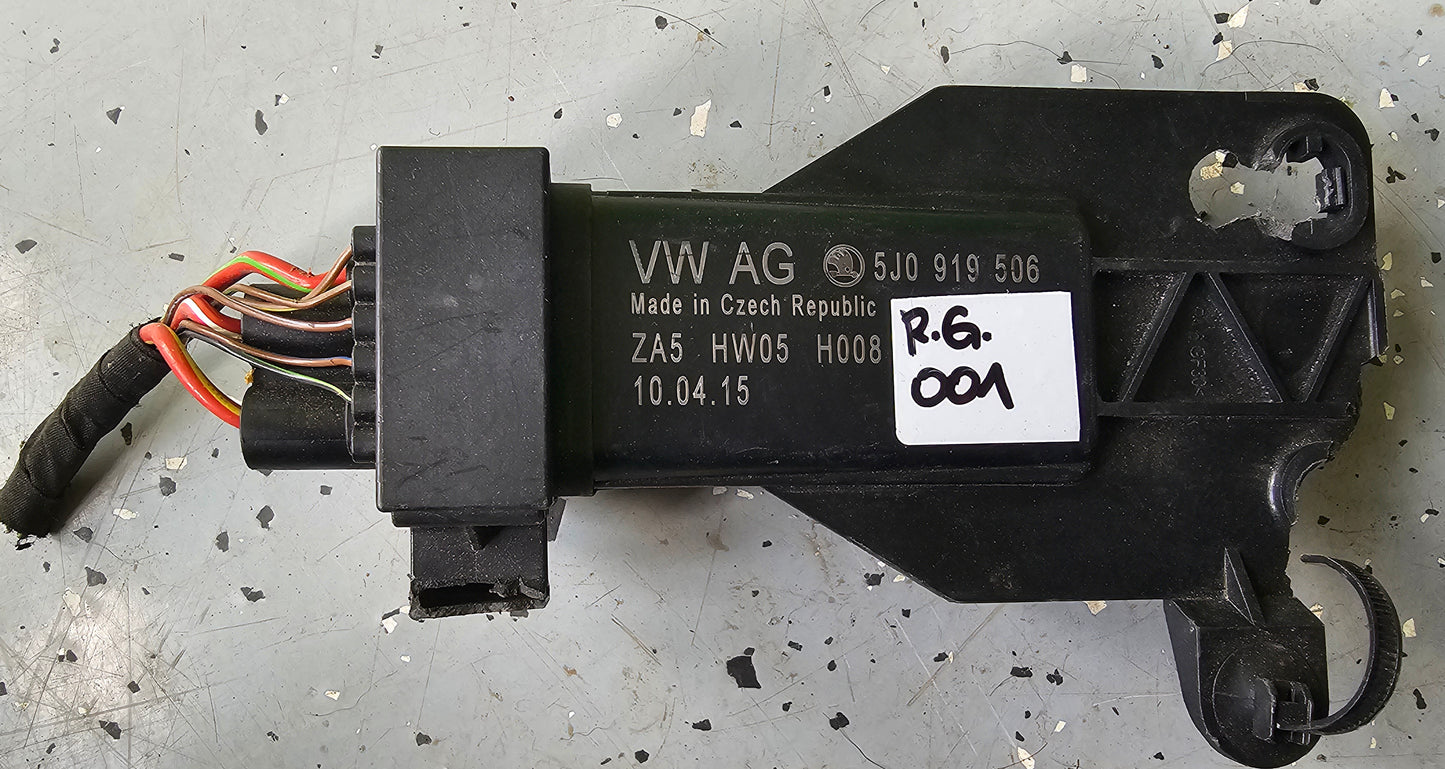 VW AG 5J0 919 506
Made in Czech Republic
ZA5 HW05 H008
10.04.15
R.G.
001